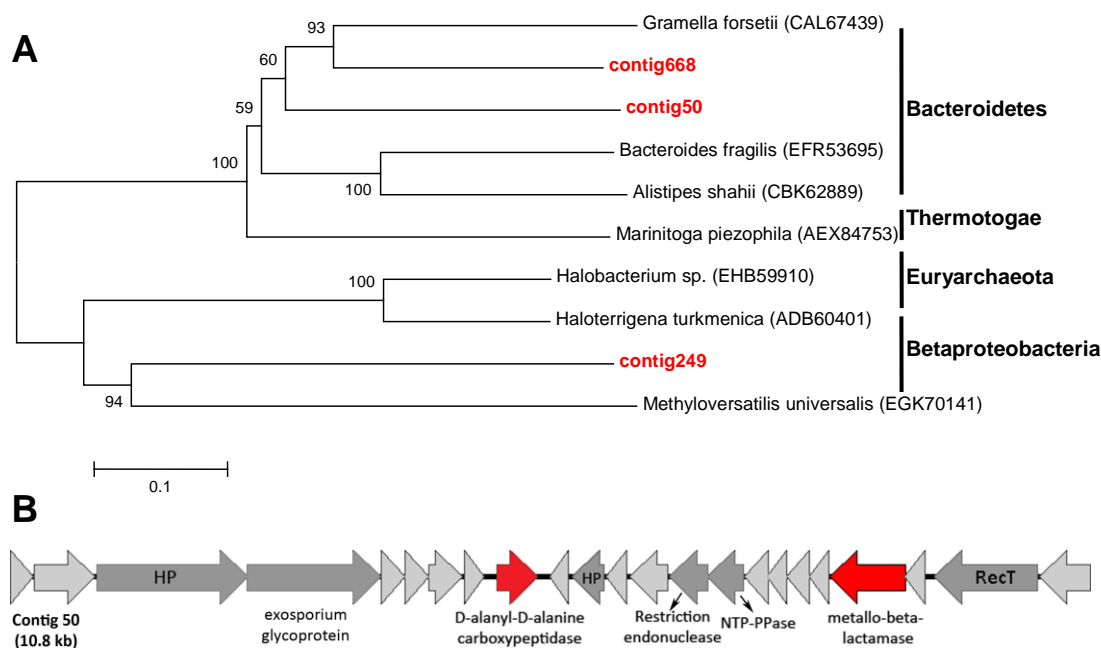 A
Gramella forsetii (CAL67439)
93
contig668
60
contig50
59
Bacteroidetes
Bacteroides fragilis (EFR53695)
100
100
Alistipes shahii (CBK62889)
Thermotogae
Marinitoga piezophila (AEX84753)
Halobacterium sp. (EHB59910)
100
Euryarchaeota
Haloterrigena turkmenica (ADB60401)
Betaproteobacteria
contig249
94
Methyloversatilis universalis (EGK70141)
0.1
B
HP
HP
RecT
Contig 50
(10.8 kb)
exosporium
glycoprotein
D-alanyl-D-alanine
carboxypeptidase
Restriction
endonuclease
NTP-PPase
metallo-beta-
lactamase